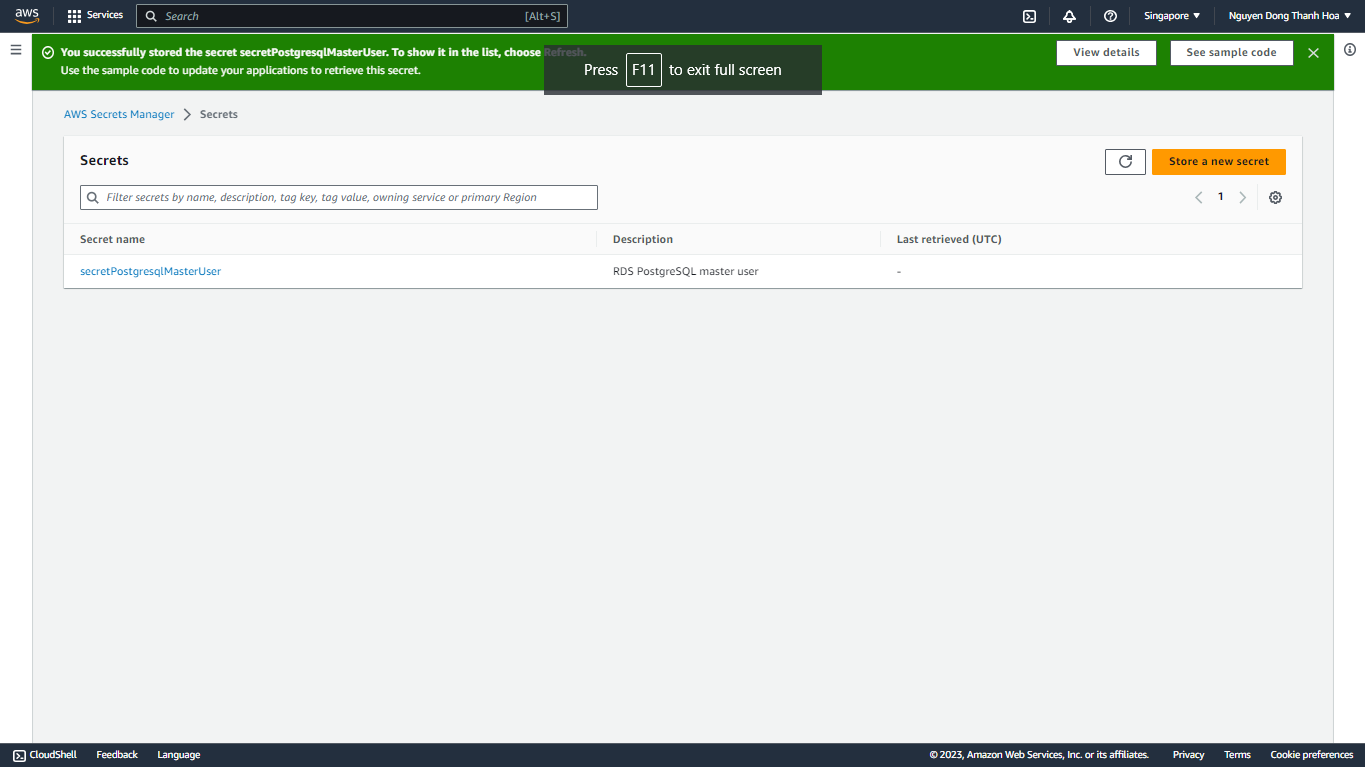 aws Services Search [Alt+S] Singapore ▼ Nguyen Dong Thanh Hoa ▼
You successfully stored the secret secretPostgresqlMasterUser. To show it in the list, choose Refresh.
View details See sample code
Press F11 to exit full screen
Use the sample code to update your applications to retrieve this secret.
AWS Secrets Manager > Secrets
Secrets
Store a new secret
Filter secrets by name, description, tag key, tag value, owning service or primary Region
< 1 >
Secret name Description Last retrieved (UTC)
secretPostgresqlMasterUser RDS PostgreSQL master user -
CloudShell Feedback Language © 2023, Amazon Web Services, Inc. or its affiliates. Privacy Terms Cookie preferences